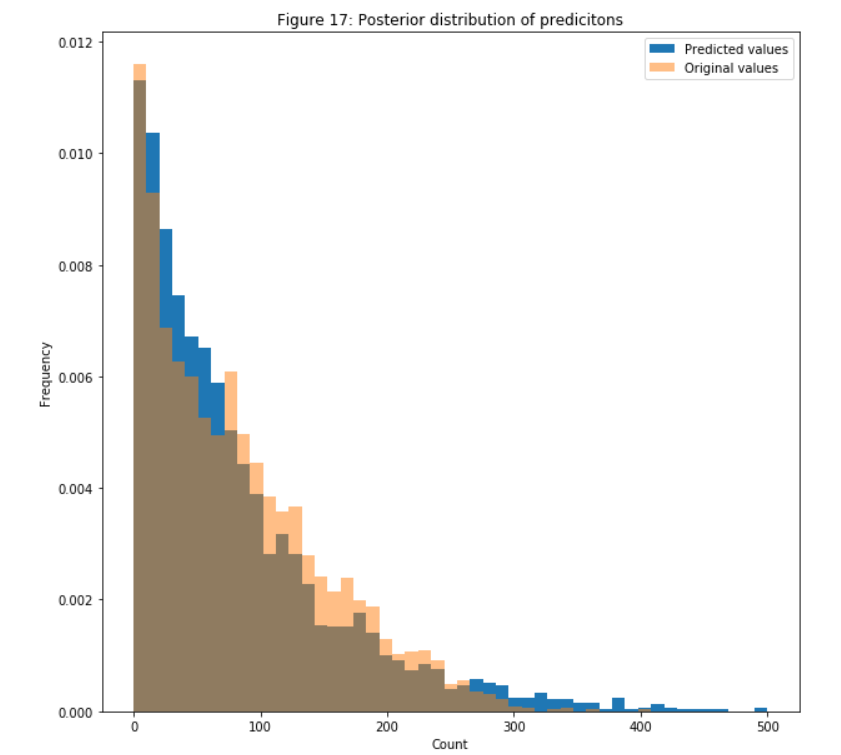 Figure 17: Posterior distribution of predicitons
Predicted values
Original values
0.012
0.010
0.008
0.006
0.004
0.002
0.000
Frequency
0 100 200 300 400 500
Count